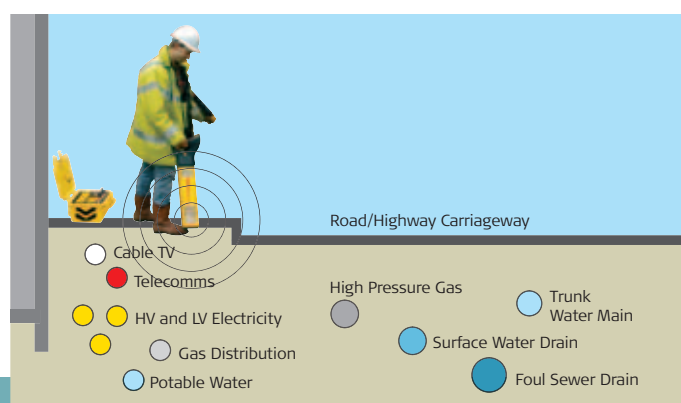 Road/Highway Carriageway
Cable TV
Telecomms
HV and LV Electricity
Gas Distribution
Potable Water
High Pressure Gas
Trunk
Water Main
Surface Water Drain
Foul Sewer Drain